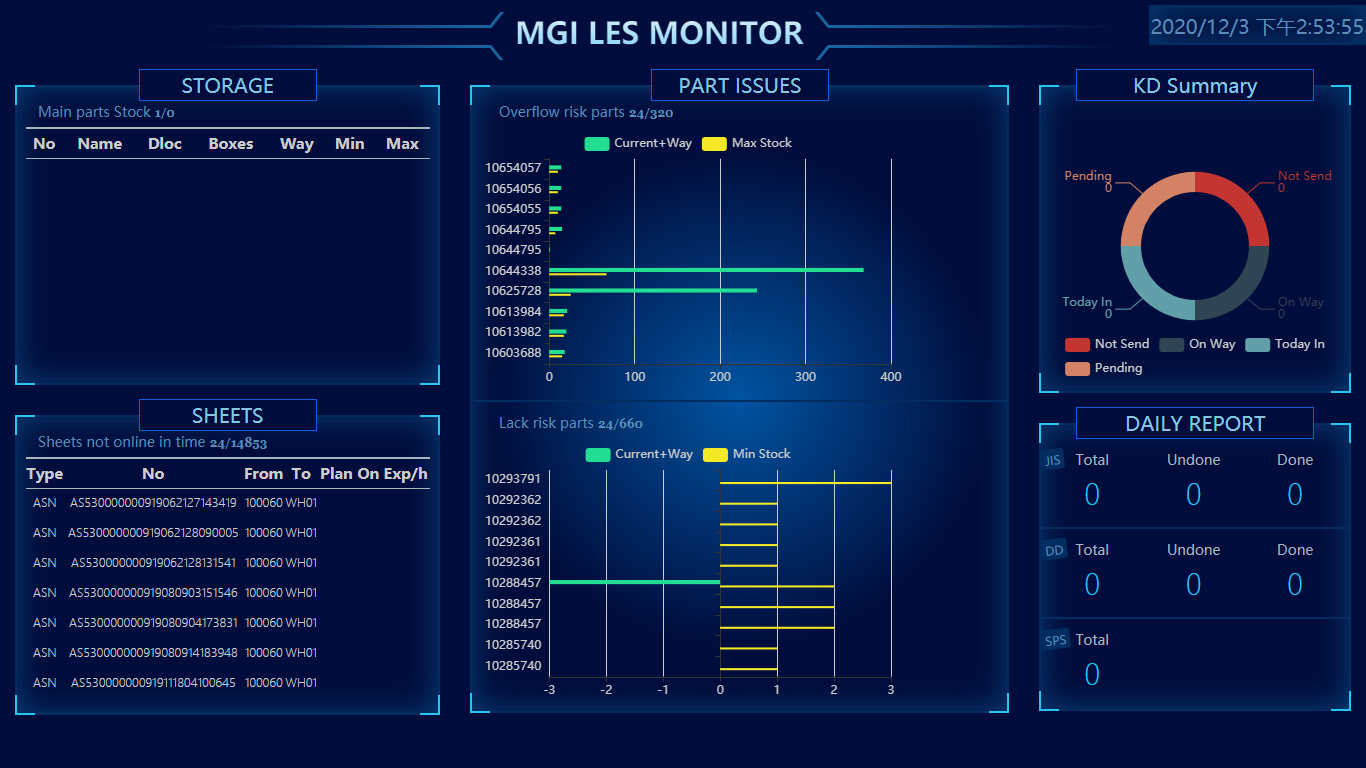 MGI LES MONITOR
2020/12/3 下午2:53:55
STORAGE
Main parts Stock 1/0
No Name Dloc Boxes Way Min Max
SHEETS
Sheets not online in time 24/14853
Type No From To Plan On Exp/h
ASN AS5300000000919062127143419 100060 WH01
ASN AS5300000000919062128090005 100060 WH01
ASN AS5300000000919062128131541 100060 WH01
ASN AS5300000000919080903151546 100060 WH01
ASN AS5300000000919080904173831 100060 WH01
ASN AS5300000000919080914183948 100060 WH01
ASN AS5300000000919111804100645 100060 WH01
PART ISSUES
Overflow risk parts 24/320
Current+Way Max Stock
10654057
10654056
10654055
10644795
10644795
10644338
10625728
10613984
10613982
10603688
0 100 200 300 400
Lack risk parts 24/660
Current+Way Min Stock
10293791
10292362
10292362
10292361
10292361
10288457
10288457
10288457
10285740
10285740
-3 -2 -1 0 1 2 3
KD Summary
Pending
0
Not Send
0
Today In
0
On Way
0
Not Send On Way Today In
Pending
DAILY REPORT
JIS Total Undone Done
0 0 0
DD Total Undone Done
0 0 0
SPS Total
0